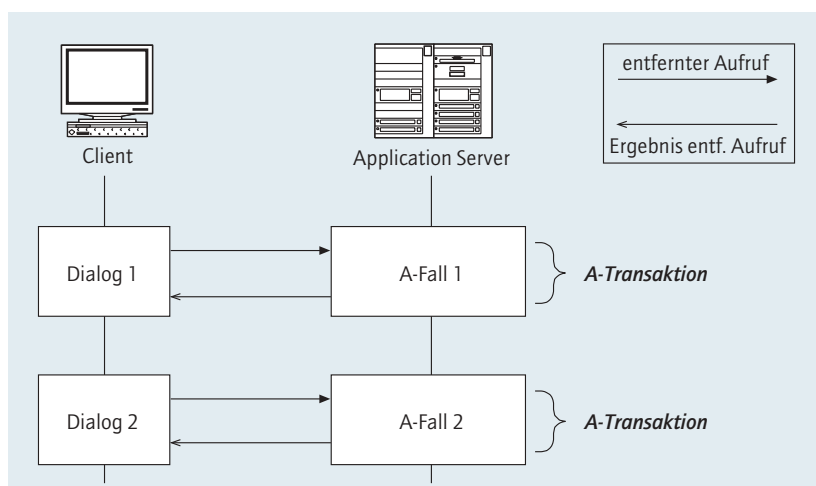 entfernter Aufruf
Ergebnis entf. Aufruf
Client
Application Server
Dialog 1
A-Fall 1
A-Transaktion
Dialog 2
A-Fall 2
A-Transaktion